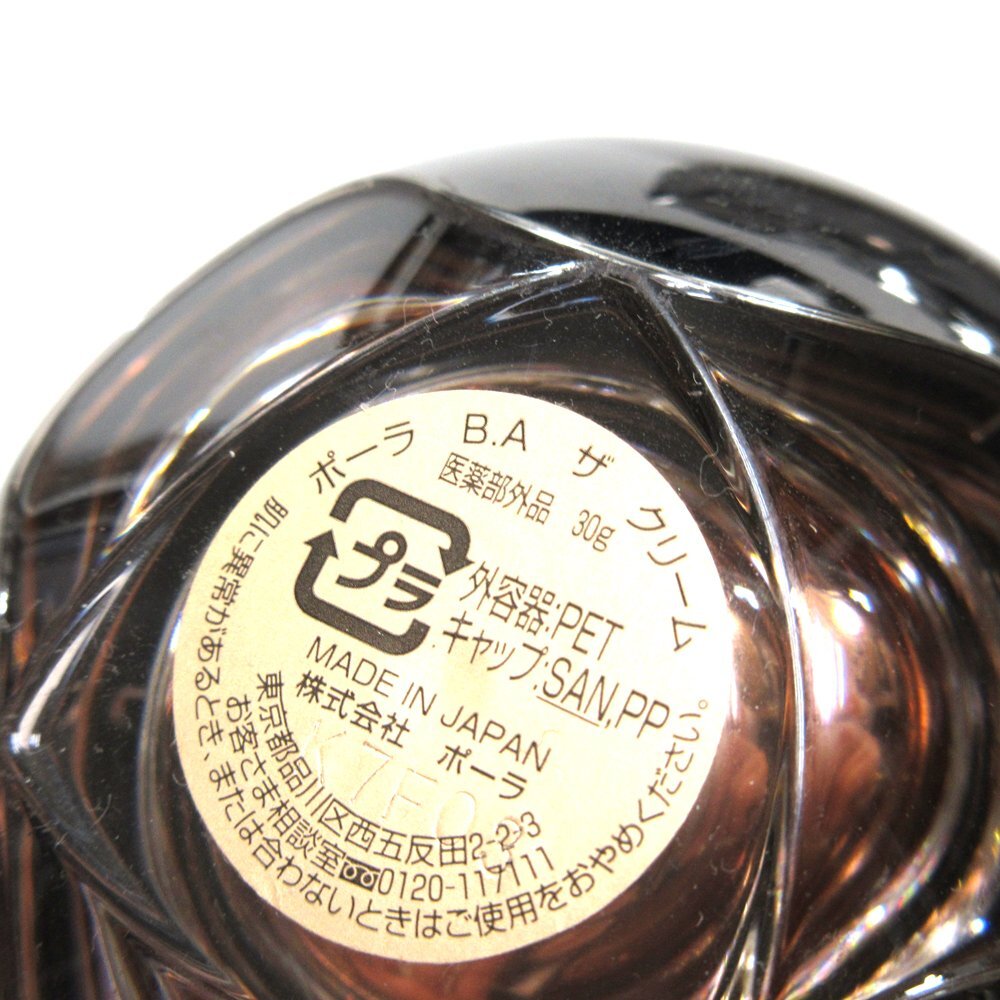 ポーラ B.A ザ クリーム
医薬部外品 30g
プラ
外容器:PET
キャップ:SAN,PP
MADE IN JAPAN
株式会社 ポーラ
東京都品川区西五反田2-2-3
お客さま相談室 0120-117111
肌に異常があるとき、または合わないときはご使用をおやめください。